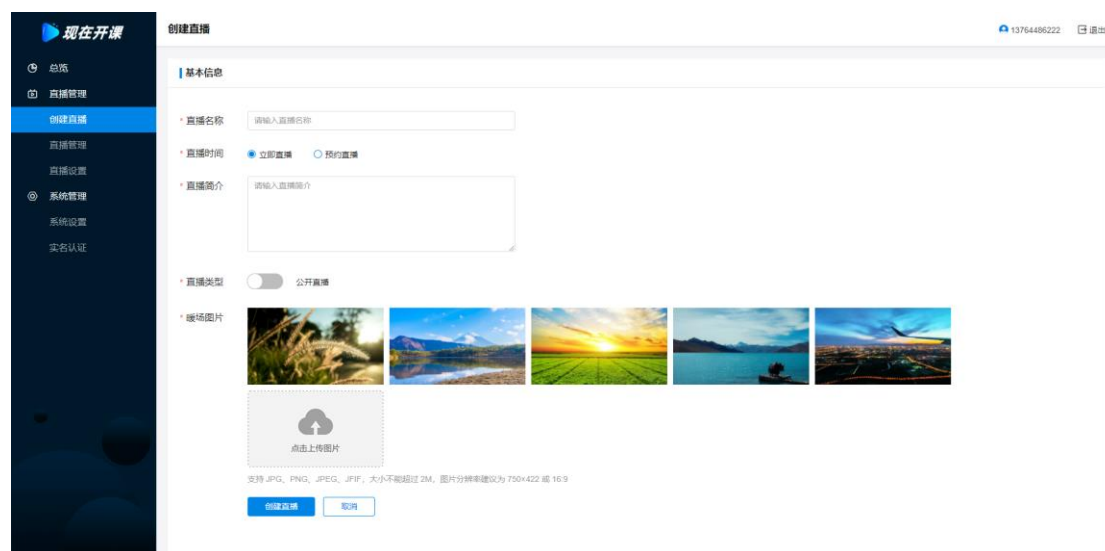 现在开课
创建直播
13764486222
退出
总览
直播管理
创建直播
直播管理
直播设置
系统管理
系统设置
实名认证
基本信息
* 直播名称 请输入直播名称
* 直播时间 立即直播 预约直播
* 直播简介 请输入直播简介
* 直播类型 公开直播
* 暖场图片
点击上传图片
支持 JPG、PNG、JPEG、JFIF，大小不能超过 2M，图片分辨率建议为 750×422 或 16:9
创建直播 取消